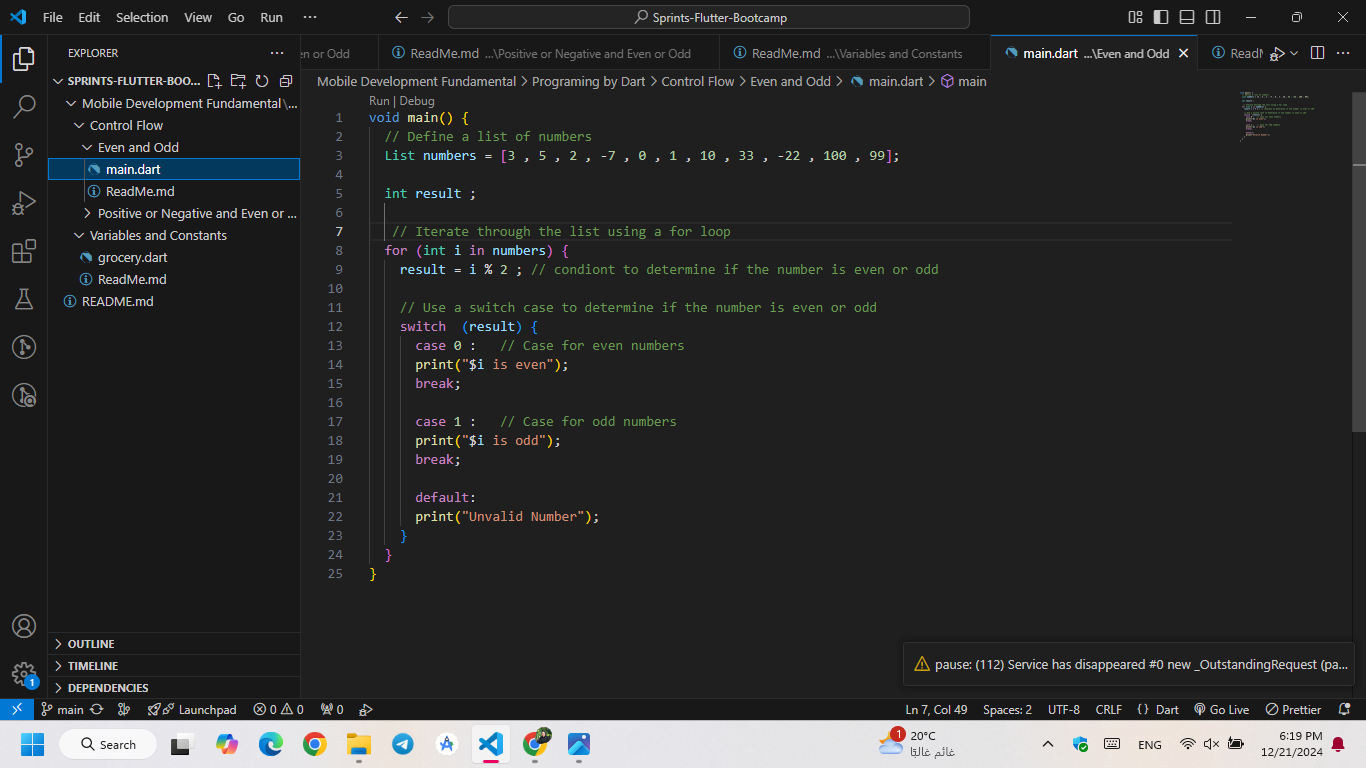 File Edit Selection View Go Run ··· Sprints-Flutter-Bootcamp
EXPLORER ···
SPRINTS-FLUTTER-BOO...
Mobile Development Fundamental\...
Control Flow
Even and Odd
main.dart
ReadMe.md
Positive or Negative and Even or ...
Variables and Constants
grocery.dart
ReadMe.md
README.md
OUTLINE
TIMELINE
DEPENDENCIES
en or Odd ReadMe.md ...\Positive or Negative and Even or Odd ReadMe.md ...\Variables and Constants main.dart ...\Even and Odd ReadM
Mobile Development Fundamental > Programing by Dart > Control Flow > Even and Odd > main.dart > main
Run | Debug
1 void main() {
2 // Define a list of numbers
3 List numbers = [3 , 5 , 2 , -7 , 0 , 1 , 10 , 33 , -22 , 100 , 99];
4
5 int result ;
6
7 // Iterate through the list using a for loop
8 for (int i in numbers) {
9 result = i % 2 ; // condiont to determine if the number is even or odd
10
11 // Use a switch case to determine if the number is even or odd
12 switch  (result) {
13 case 0 :   // Case for even numbers
14 print("$i is even");
15 break;
16
17 case 1 :   // Case for odd numbers
18 print("$i is odd");
19 break;
20
21 default:
22 print("Unvalid Number");
23 }
24 }
25 }
pause: (112) Service has disappeared #0 new _OutstandingRequest (pa...
1
main Launchpad 0 0 0 Ln 7, Col 49 Spaces: 2 UTF-8 CRLF {} Dart Go Live Prettier
Search
1 20°C
غائم غالبًا
ENG
6:19 PM
12/21/2024